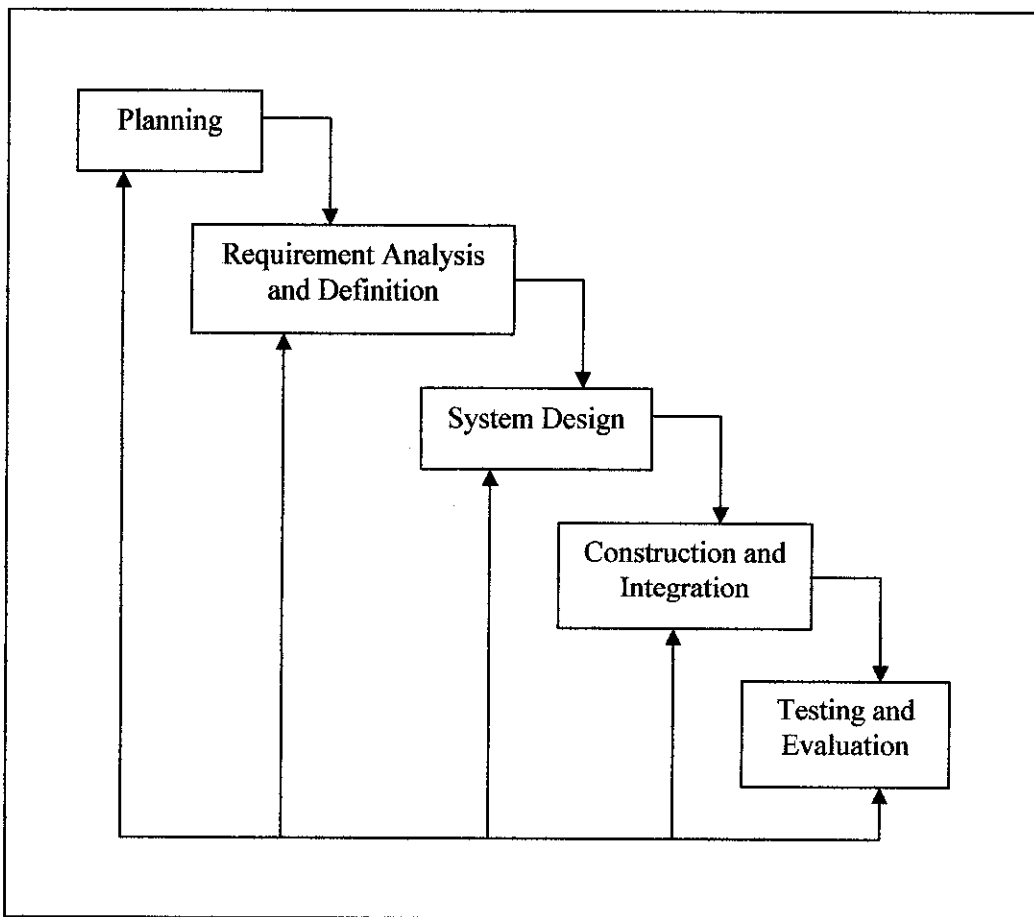 Planning
Requirement Analysis
and Definition
System Design
Construction and
Integration
Testing and
Evaluation